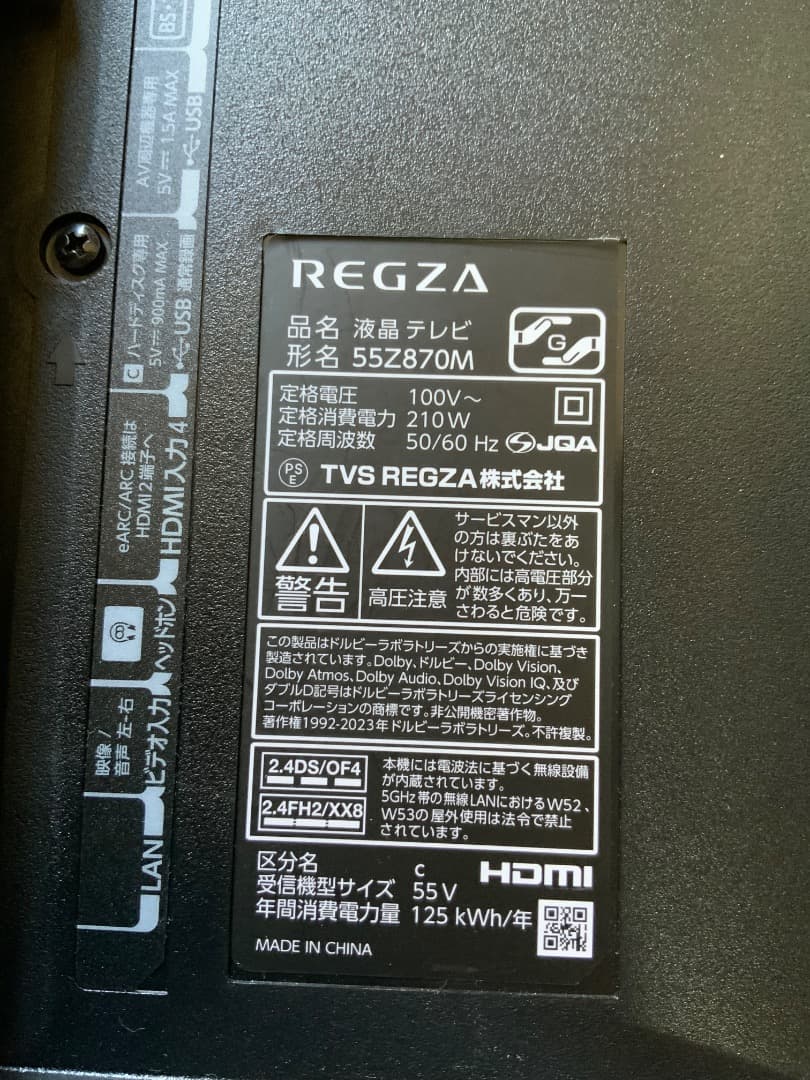 REGZA
品名 液晶テレビ
形名 55Z870M
G
定格電圧 100V～
定格消費電力 210W
定格周波数 50/60 Hz
JQA
PS
E
TVS REGZA株式会社
警告
高圧注意
サービスマン以外
の方は裏ぶたをあ
けないでください。
内部には高電圧部分
が数多くあり、万一
さわると危険です。
この製品はドルビーラボラトリーズからの実施権に基づき
製造されています。Dolby、ドルビー、Dolby Vision、
Dolby Atmos、Dolby Audio、Dolby Vision IQ、及び
ダブルD記号はドルビーラボラトリーズライセンシング
コーポレーションの商標です。非公開機密著作物。
著作権1992-2023年ドルビーラボラトリーズ。不許複製。
2.4DS/OF4
2.4FH2/XX8
本機には電波法に基づく無線設備
が内蔵されています。
5GHz帯の無線LANにおけるW52、
W53の屋外使用は法令で禁止
されています。
区分名 C
受信機型サイズ 55V
年間消費電力量 125 kWh/年
HDMI
MADE IN CHINA
BS・
AV周辺機器専用
5V⎓1.5A MAX
USB
C ハードディスク専用
5V⎓900mA MAX
USB 通常録画
eARC/ARC 接続は
HDMI 2端子へ
HDMI入力 4
ヘッドホン
映像 /
音声 左-右
ビデオ入力
LAN